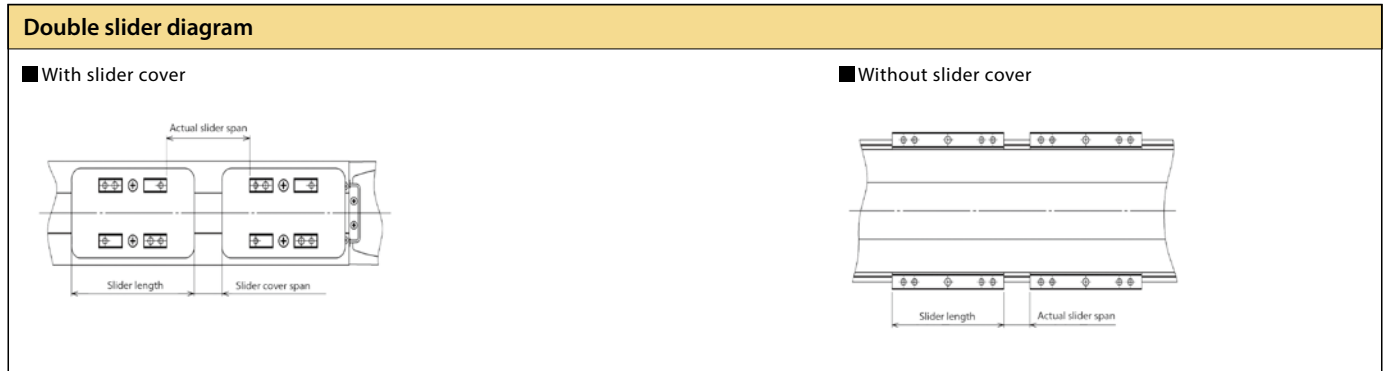 Double slider diagram
■ With slider cover
Actual slider span
Slider length
Slider cover span
■ Without slider cover
Slider length
Actual slider span